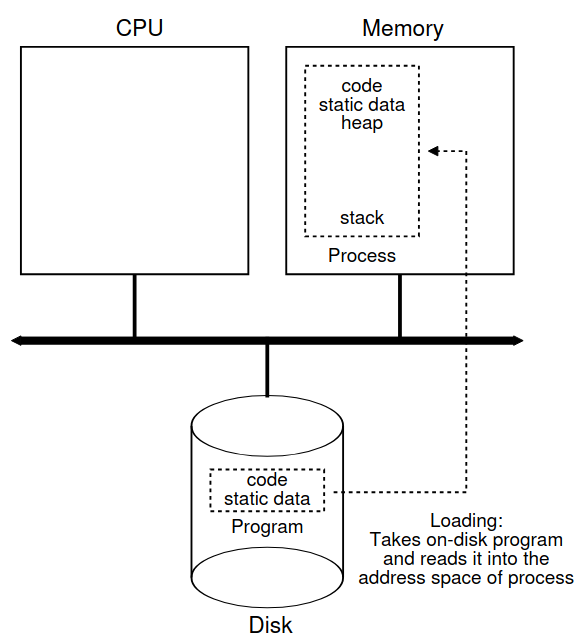 CPU
Memory
code
static data
heap
stack
Process
code
static data
Program
Loading:
Takes on-disk program
and reads it into the
address space of process
Disk